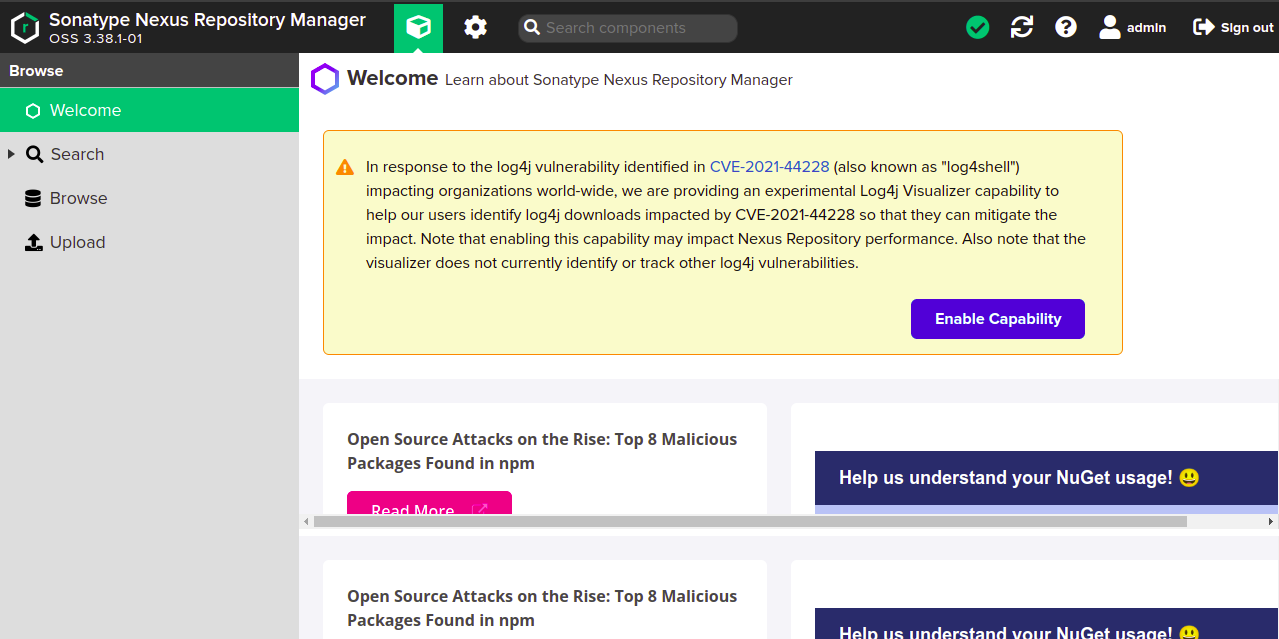 Sonatype Nexus Repository Manager
OSS 3.38.1-01
Search components
admin
Sign out
Browse
Welcome
Search
Browse
Upload
Welcome Learn about Sonatype Nexus Repository Manager
In response to the log4j vulnerability identified in CVE-2021-44228 (also known as "log4shell")
impacting organizations world-wide, we are providing an experimental Log4j Visualizer capability to
help our users identify log4j downloads impacted by CVE-2021-44228 so that they can mitigate the
impact. Note that enabling this capability may impact Nexus Repository performance. Also note that the
visualizer does not currently identify or track other log4j vulnerabilities.
Enable Capability
Open Source Attacks on the Rise: Top 8 Malicious
Packages Found in npm
Read More
Help us understand your NuGet usage! 😃
Open Source Attacks on the Rise: Top 8 Malicious
Packages Found in npm
Help us understand your NuGet usage! 😃